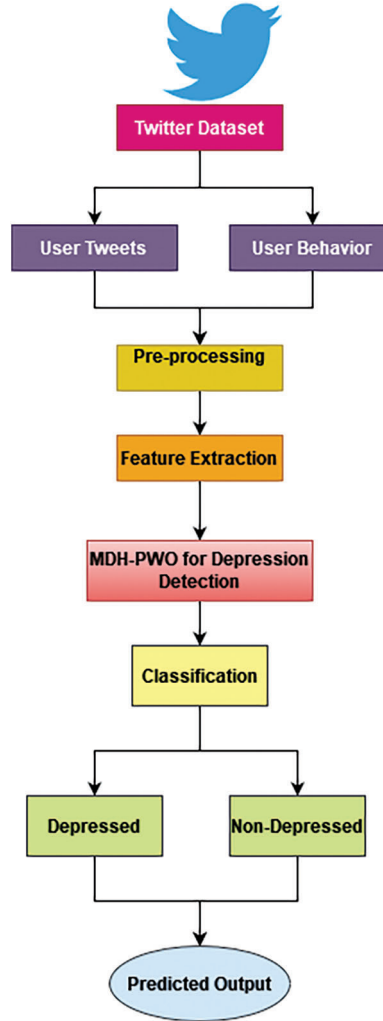 Twitter Dataset
User Tweets
User Behavior
Pre-processing
Feature Extraction
MDH-PWO for Depression
Detection
Classification
Depressed
Non-Depressed
Predicted Output